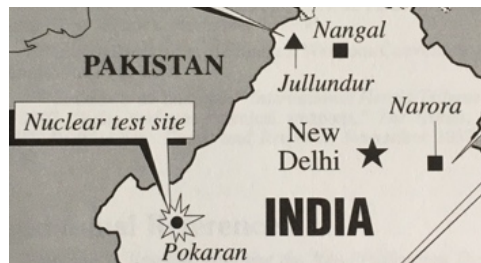 Nangal
PAKISTAN
Jullundur
Narora
Nuclear test site
New
Delhi
INDIA
Pokaran